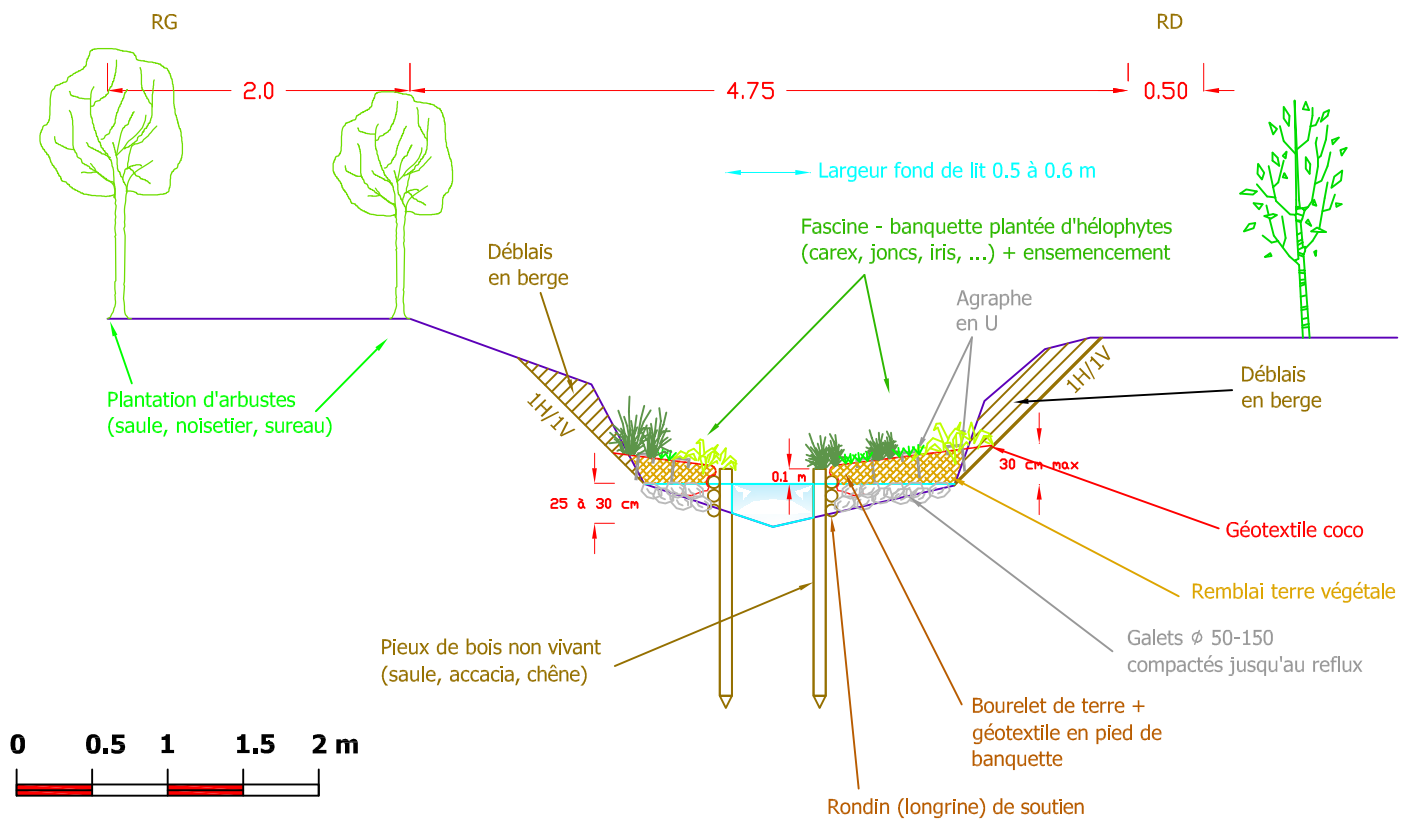 RG
RD
2.0
4.75
0.50
Largeur fond de lit 0.5 à 0.6 m
Fascine - banquette plantée d'hélophytes
(carex, joncs, iris, ...) + ensemencement
Déblais
en berge
Agraphe
en U
Plantation d'arbustes
(saule, noisetier, sureau)
1H/1V
1H/1V
Déblais
en berge
0.1 m
30 cm max
25 à 30 cm
Géotextile coco
Remblai terre végétale
Galets ø 50-150
compactés jusqu'au reflux
Pieux de bois non vivant
(saule, accacia, chêne)
Bourelet de terre +
géotextile en pied de
banquette
Rondin (longrine) de soutien
0 0.5 1 1.5 2 m